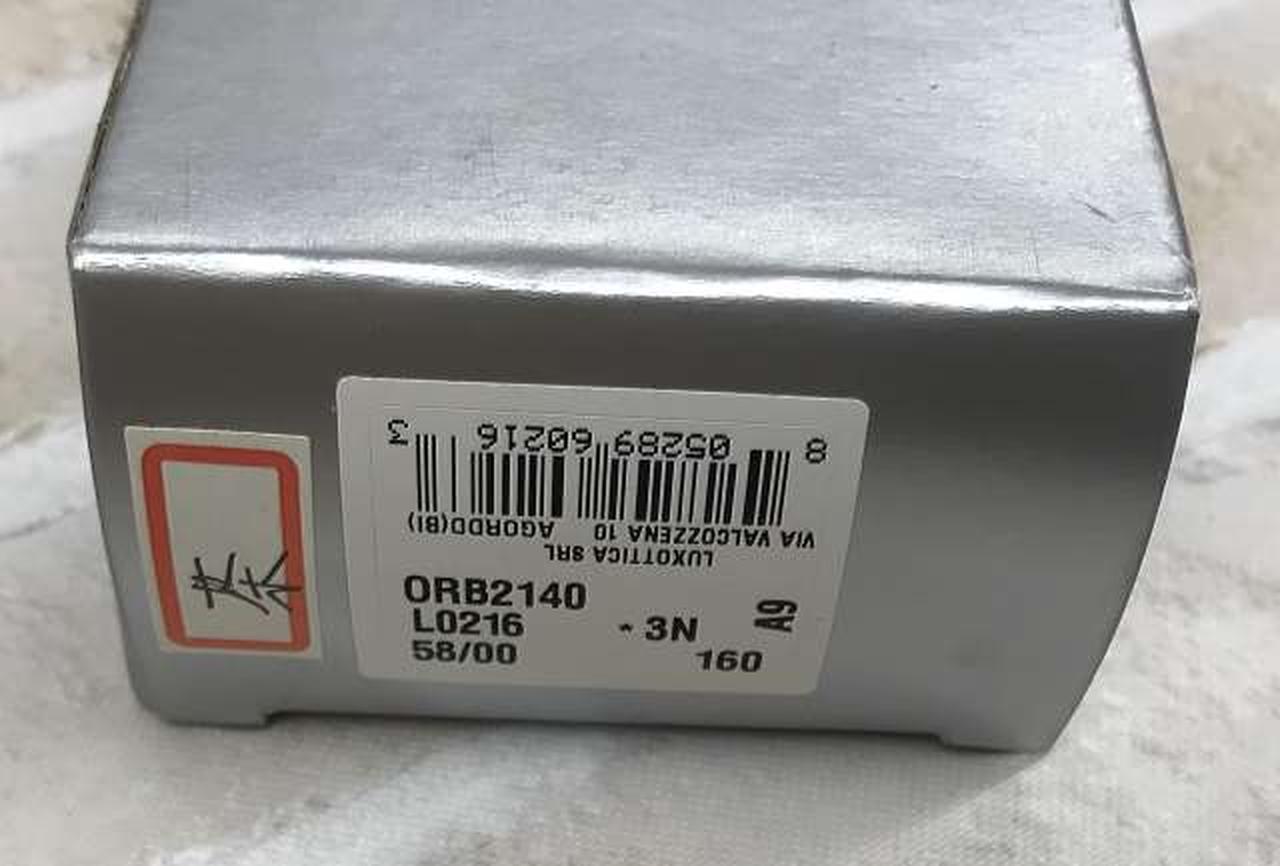 8 05289 60216 3
VIA VALCOZZENA 10 AGORDO(Bl)
LUXOTTICA SRL
ORB2140
L0216 * 3N A9
58/00 160